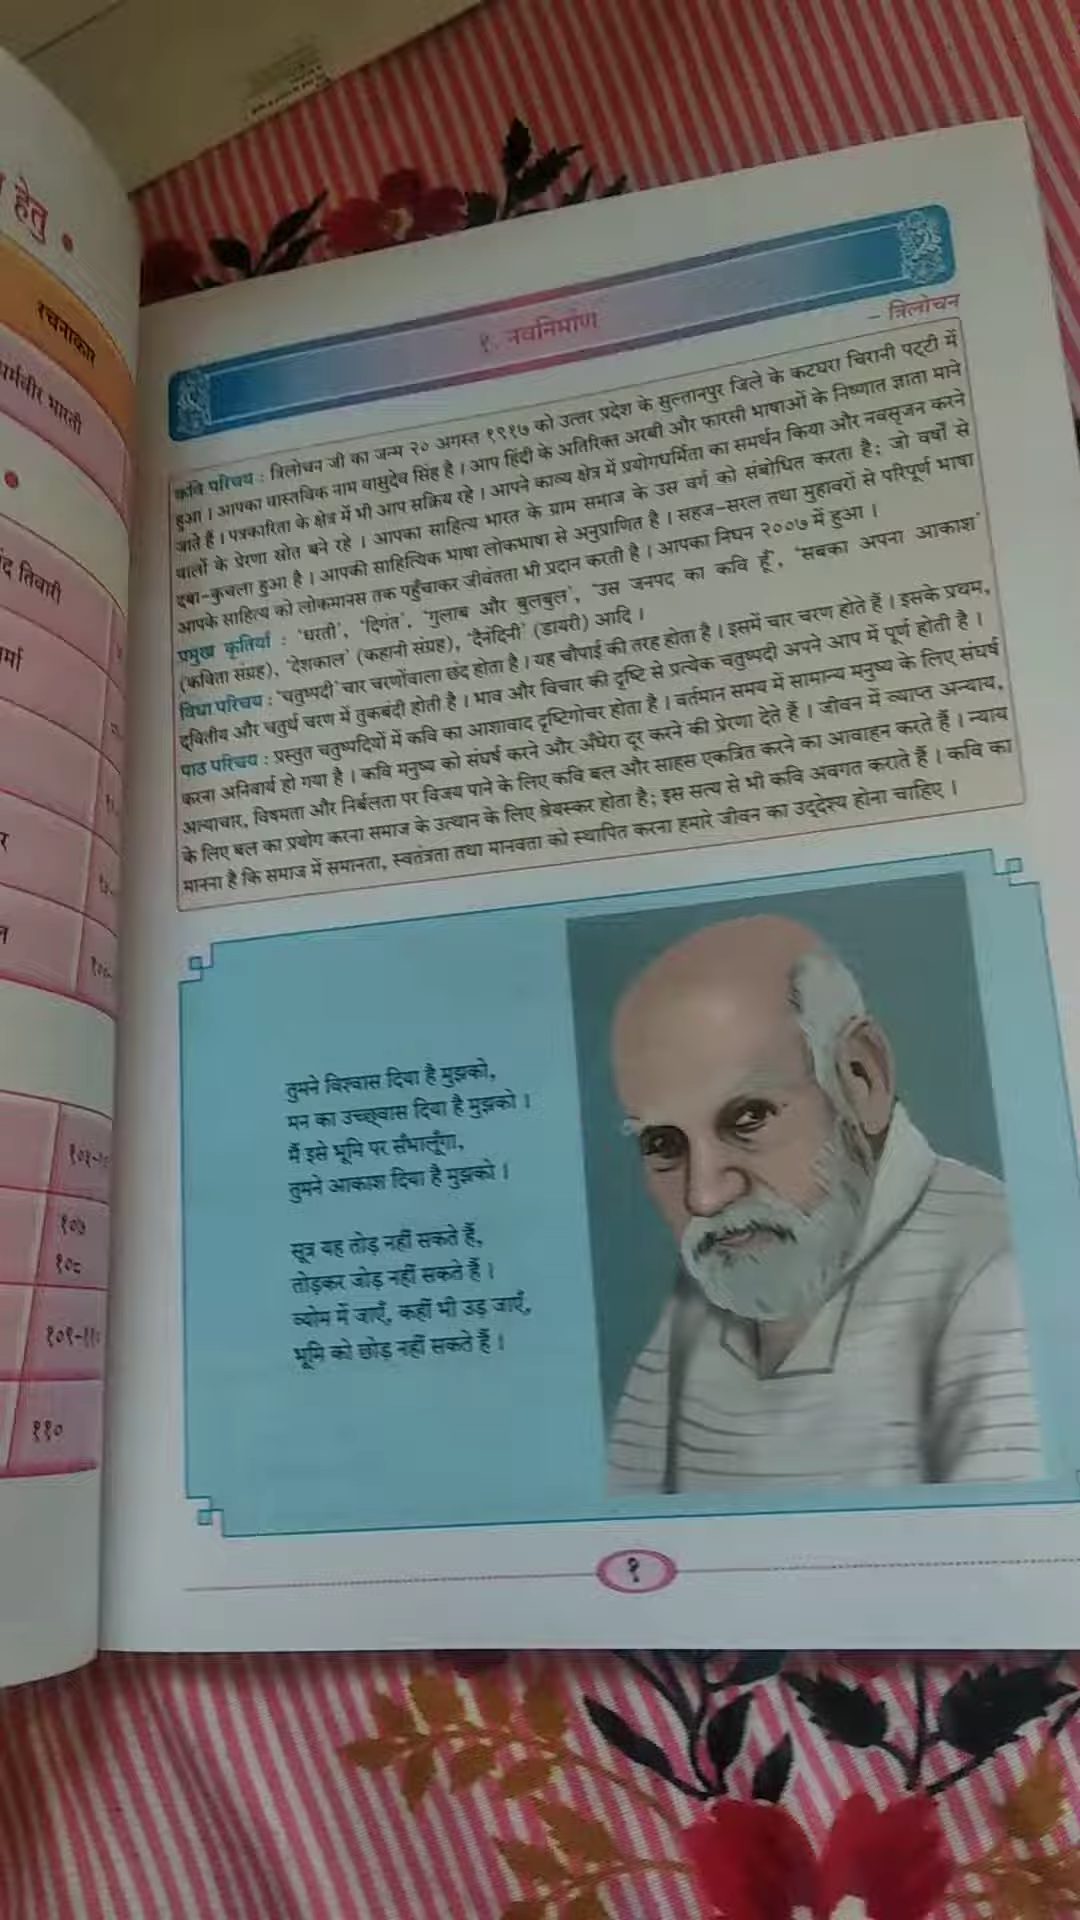 हेतु •
रचनाकार
धर्मवीर भारती
१०७
१०८
१०९-११०
११०
१. नवनिर्माण
– त्रिलोचन
कवि परिचय : त्रिलोचन जी का जन्म २० अगस्त १९१७ को उत्तर प्रदेश के सुल्तानपुर जिले के कटघरा चिरानी पट्टी में
हुआ । आपका वास्तविक नाम वासुदेव सिंह है । आप हिंदी के अतिरिक्त अरबी और फारसी भाषाओं के निष्णात ज्ञाता माने
जाते हैं । पत्रकारिता के क्षेत्र में भी आप सक्रिय रहे । आपने काव्य क्षेत्र में प्रयोगधर्मिता का समर्थन किया और नवसृजन करने
वालों के प्रेरणा स्रोत बने रहे । आपका साहित्य भारत के ग्राम समाज के उस वर्ग को संबोधित करता है; जो वर्षों से
दबा-कुचला हुआ है । आपकी साहित्यिक भाषा लोकभाषा से अनुप्राणित है । सहज-सरल तथा मुहावरों से परिपूर्ण भाषा
आपके साहित्य को लोकमानस तक पहुँचाकर जीवंतता भी प्रदान करती है । आपका निधन २००७ में हुआ ।
प्रमुख कृतियाँ : 'धरती', 'दिगंत', 'गुलाब और बुलबुल', 'उस जनपद का कवि हूँ', 'सबका अपना आकाश'
(कविता संग्रह), 'देशकाल' (कहानी संग्रह), 'दैनंदिनी' (डायरी) आदि ।
विधा परिचय : 'चतुष्पदी' चार चरणोंवाला छंद होता है । यह चौपाई की तरह होता है । इसमें चार चरण होते हैं । इसके प्रथम,
द्वितीय और चतुर्थ चरण में तुकबंदी होती है । भाव और विचार की दृष्टि से प्रत्येक चतुष्पदी अपने आप में पूर्ण होती है ।
पाठ परिचय : प्रस्तुत चतुष्पदियों में कवि का आशावाद दृष्टिगोचर होता है । वर्तमान समय में सामान्य मनुष्य के लिए संघर्ष
करना अनिवार्य हो गया है । कवि मनुष्य को संघर्ष करने और अँधेरा दूर करने की प्रेरणा देते हैं । जीवन में व्याप्त अन्याय,
अत्याचार, विषमता और निर्बलता पर विजय पाने के लिए कवि बल और साहस एकत्रित करने का आवाहन करते हैं । न्याय
के लिए बल का प्रयोग करना समाज के उत्थान के लिए श्रेयस्कर होता है; इस सत्य से भी कवि अवगत कराते हैं । कवि का
मानना है कि समाज में समानता, स्वतंत्रता तथा मानवता को स्थापित करना हमारे जीवन का उद्देश्य होना चाहिए ।
तुमने विश्वास दिया है मुझको,
मन का उच्छ्वास दिया है मुझको ।
मैं इसे भूमि पर सँभालूँगा,
तुमने आकाश दिया है मुझको ।
सूत्र यह तोड़ नहीं सकते हैं,
तोड़कर जोड़ नहीं सकते हैं ।
व्योम में जाएँ, कहीं भी उड़ जाएँ,
भूमि को छोड़ नहीं सकते हैं ।
१